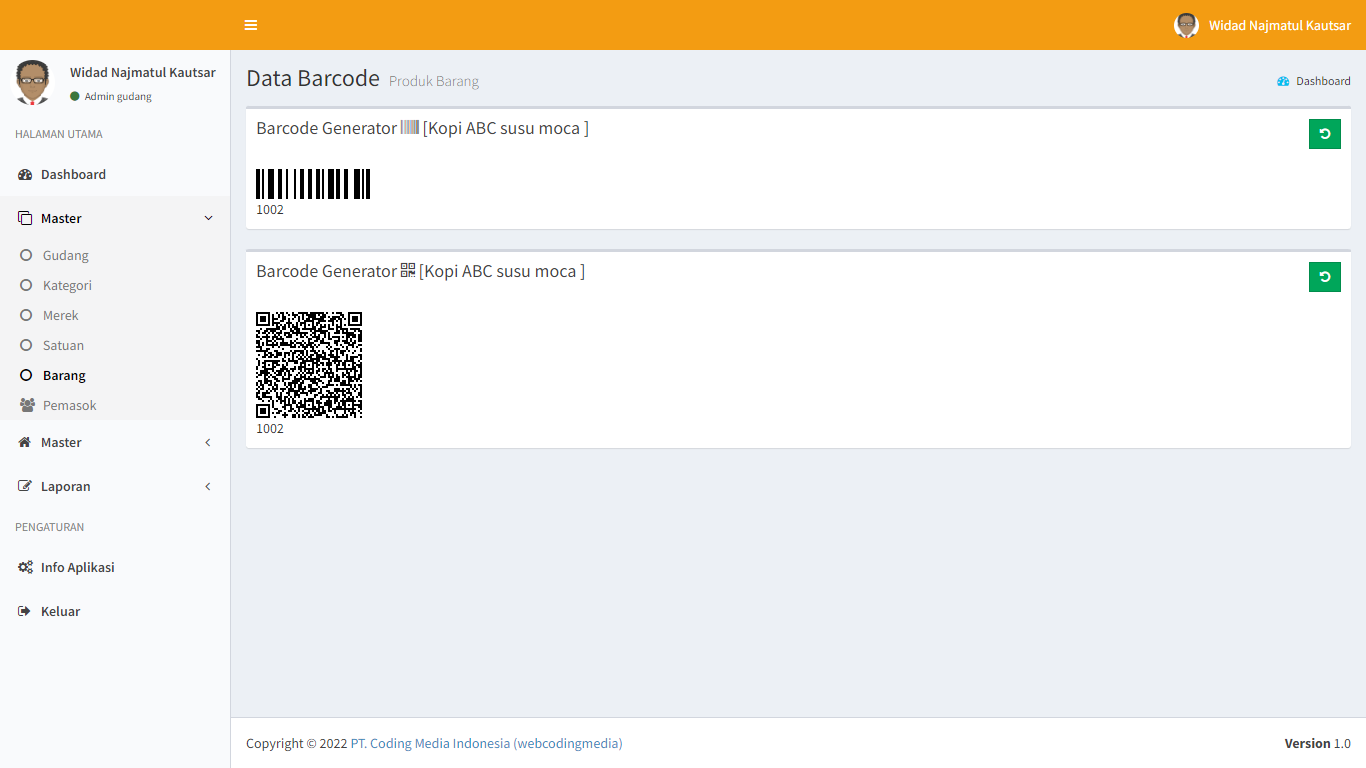 Widad Najmatul Kautsar
Widad Najmatul Kautsar
Admin gudang
HALAMAN UTAMA
Dashboard
Master
Gudang
Kategori
Merek
Satuan
Barang
Pemasok
Master
Laporan
PENGATURAN
Info Aplikasi
Keluar
Data Barcode Produk Barang
Dashboard
Barcode Generator [Kopi ABC susu moca ]
1002
Barcode Generator [Kopi ABC susu moca ]
1002
Copyright © 2022 PT. Coding Media Indonesia (webcodingmedia)
Version 1.0